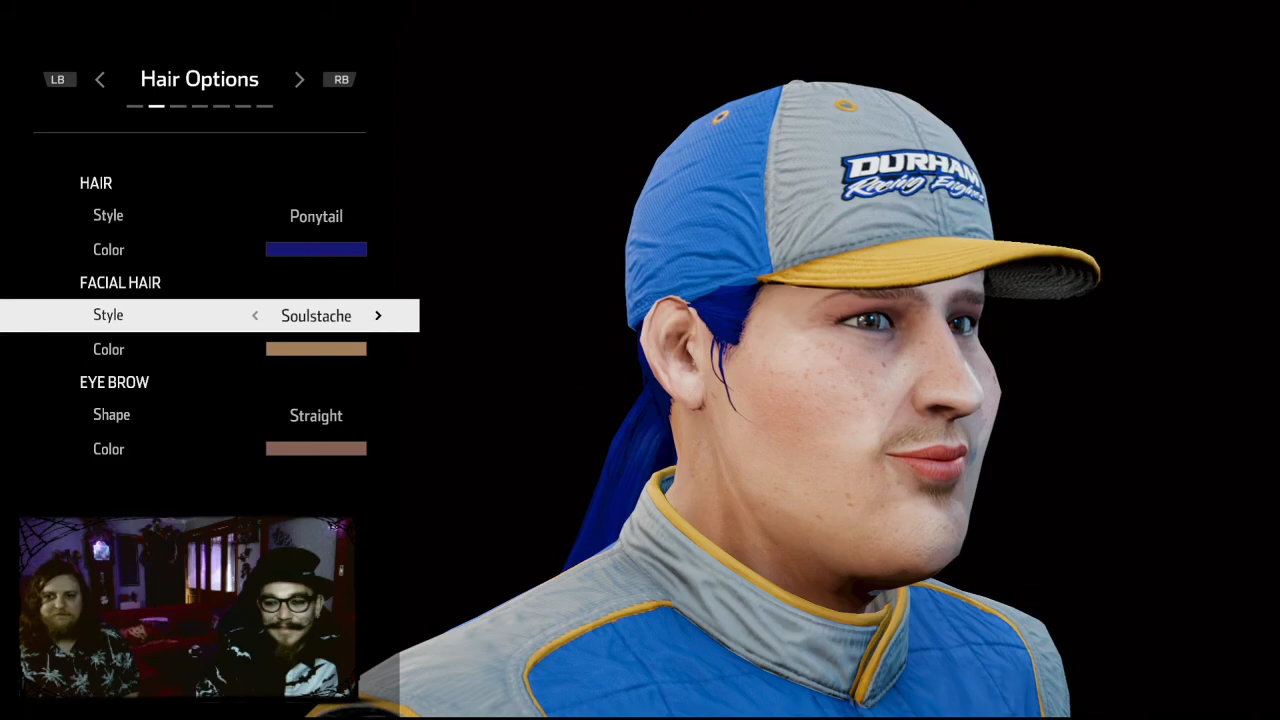 LB Hair Options RB
HAIR
Style Ponytail
Color
FACIAL HAIR
Style Soulstache
Color
EYE BROW
Shape Straight
Color
DURHAM
Racing Engines